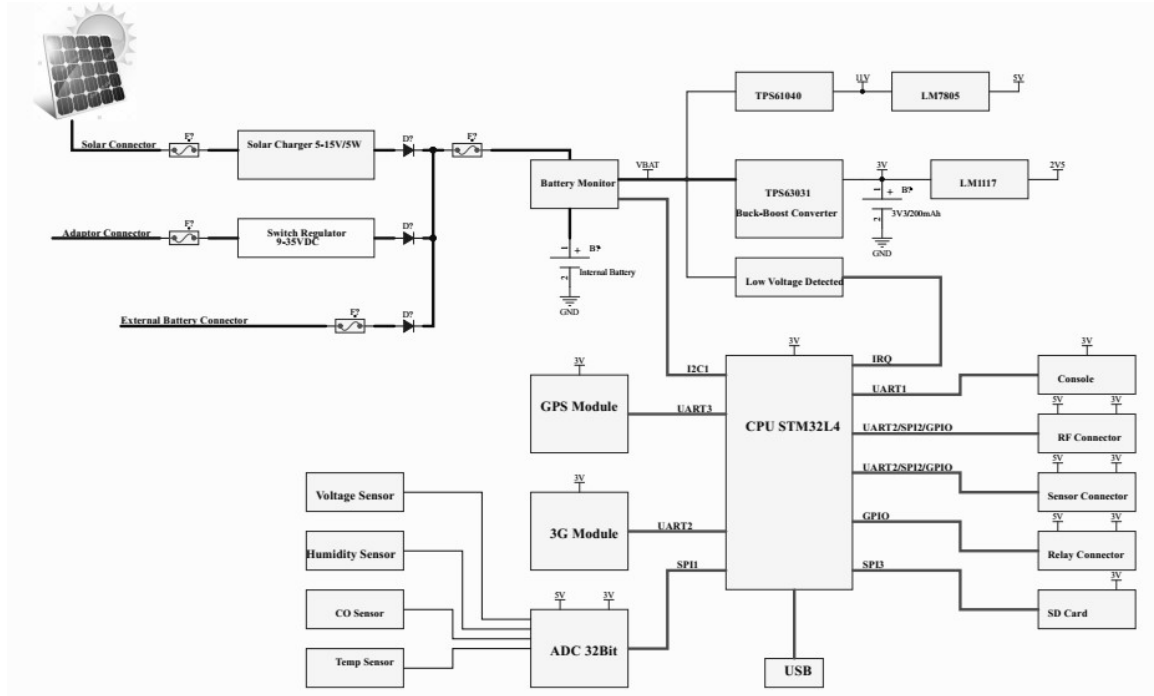 TPS61040
11V
LM7805
5V
Solar Connector
F?
Solar Charger 5-15V/5W
D?
F?
Battery Monitor
VBAT
TPS63031
Buck-Boost Converter
3V
LM1117
2V5
1
+
B?
2
3V3/200mAh
GND
Adaptor Connector
F?
Switch Regulator
9-35VDC
D?
1
+
B?
2
Internal Battery
GND
Low Voltage Detected
External Battery Connector
F?
D?
3V
IRQ
I2C1
UART1
3V
Console
3V
GPS Module
UART3
CPU STM32L4
UART2/SPI2/GPIO
5V
3V
RF Connector
UART2/SPI2/GPIO
5V
3V
Sensor Connector
Voltage Sensor
3V
3G Module
UART2
GPIO
5V
3V
Relay Connector
Humidity Sensor
SPI1
SPI3
3V
SD Card
CO Sensor
5V
3V
ADC 32Bit
Temp Sensor
USB